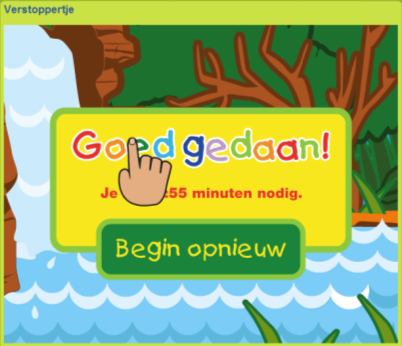 Verstoppertje
Goed gedaan!
Je :55 minuten nodig.
Begin opnieuw